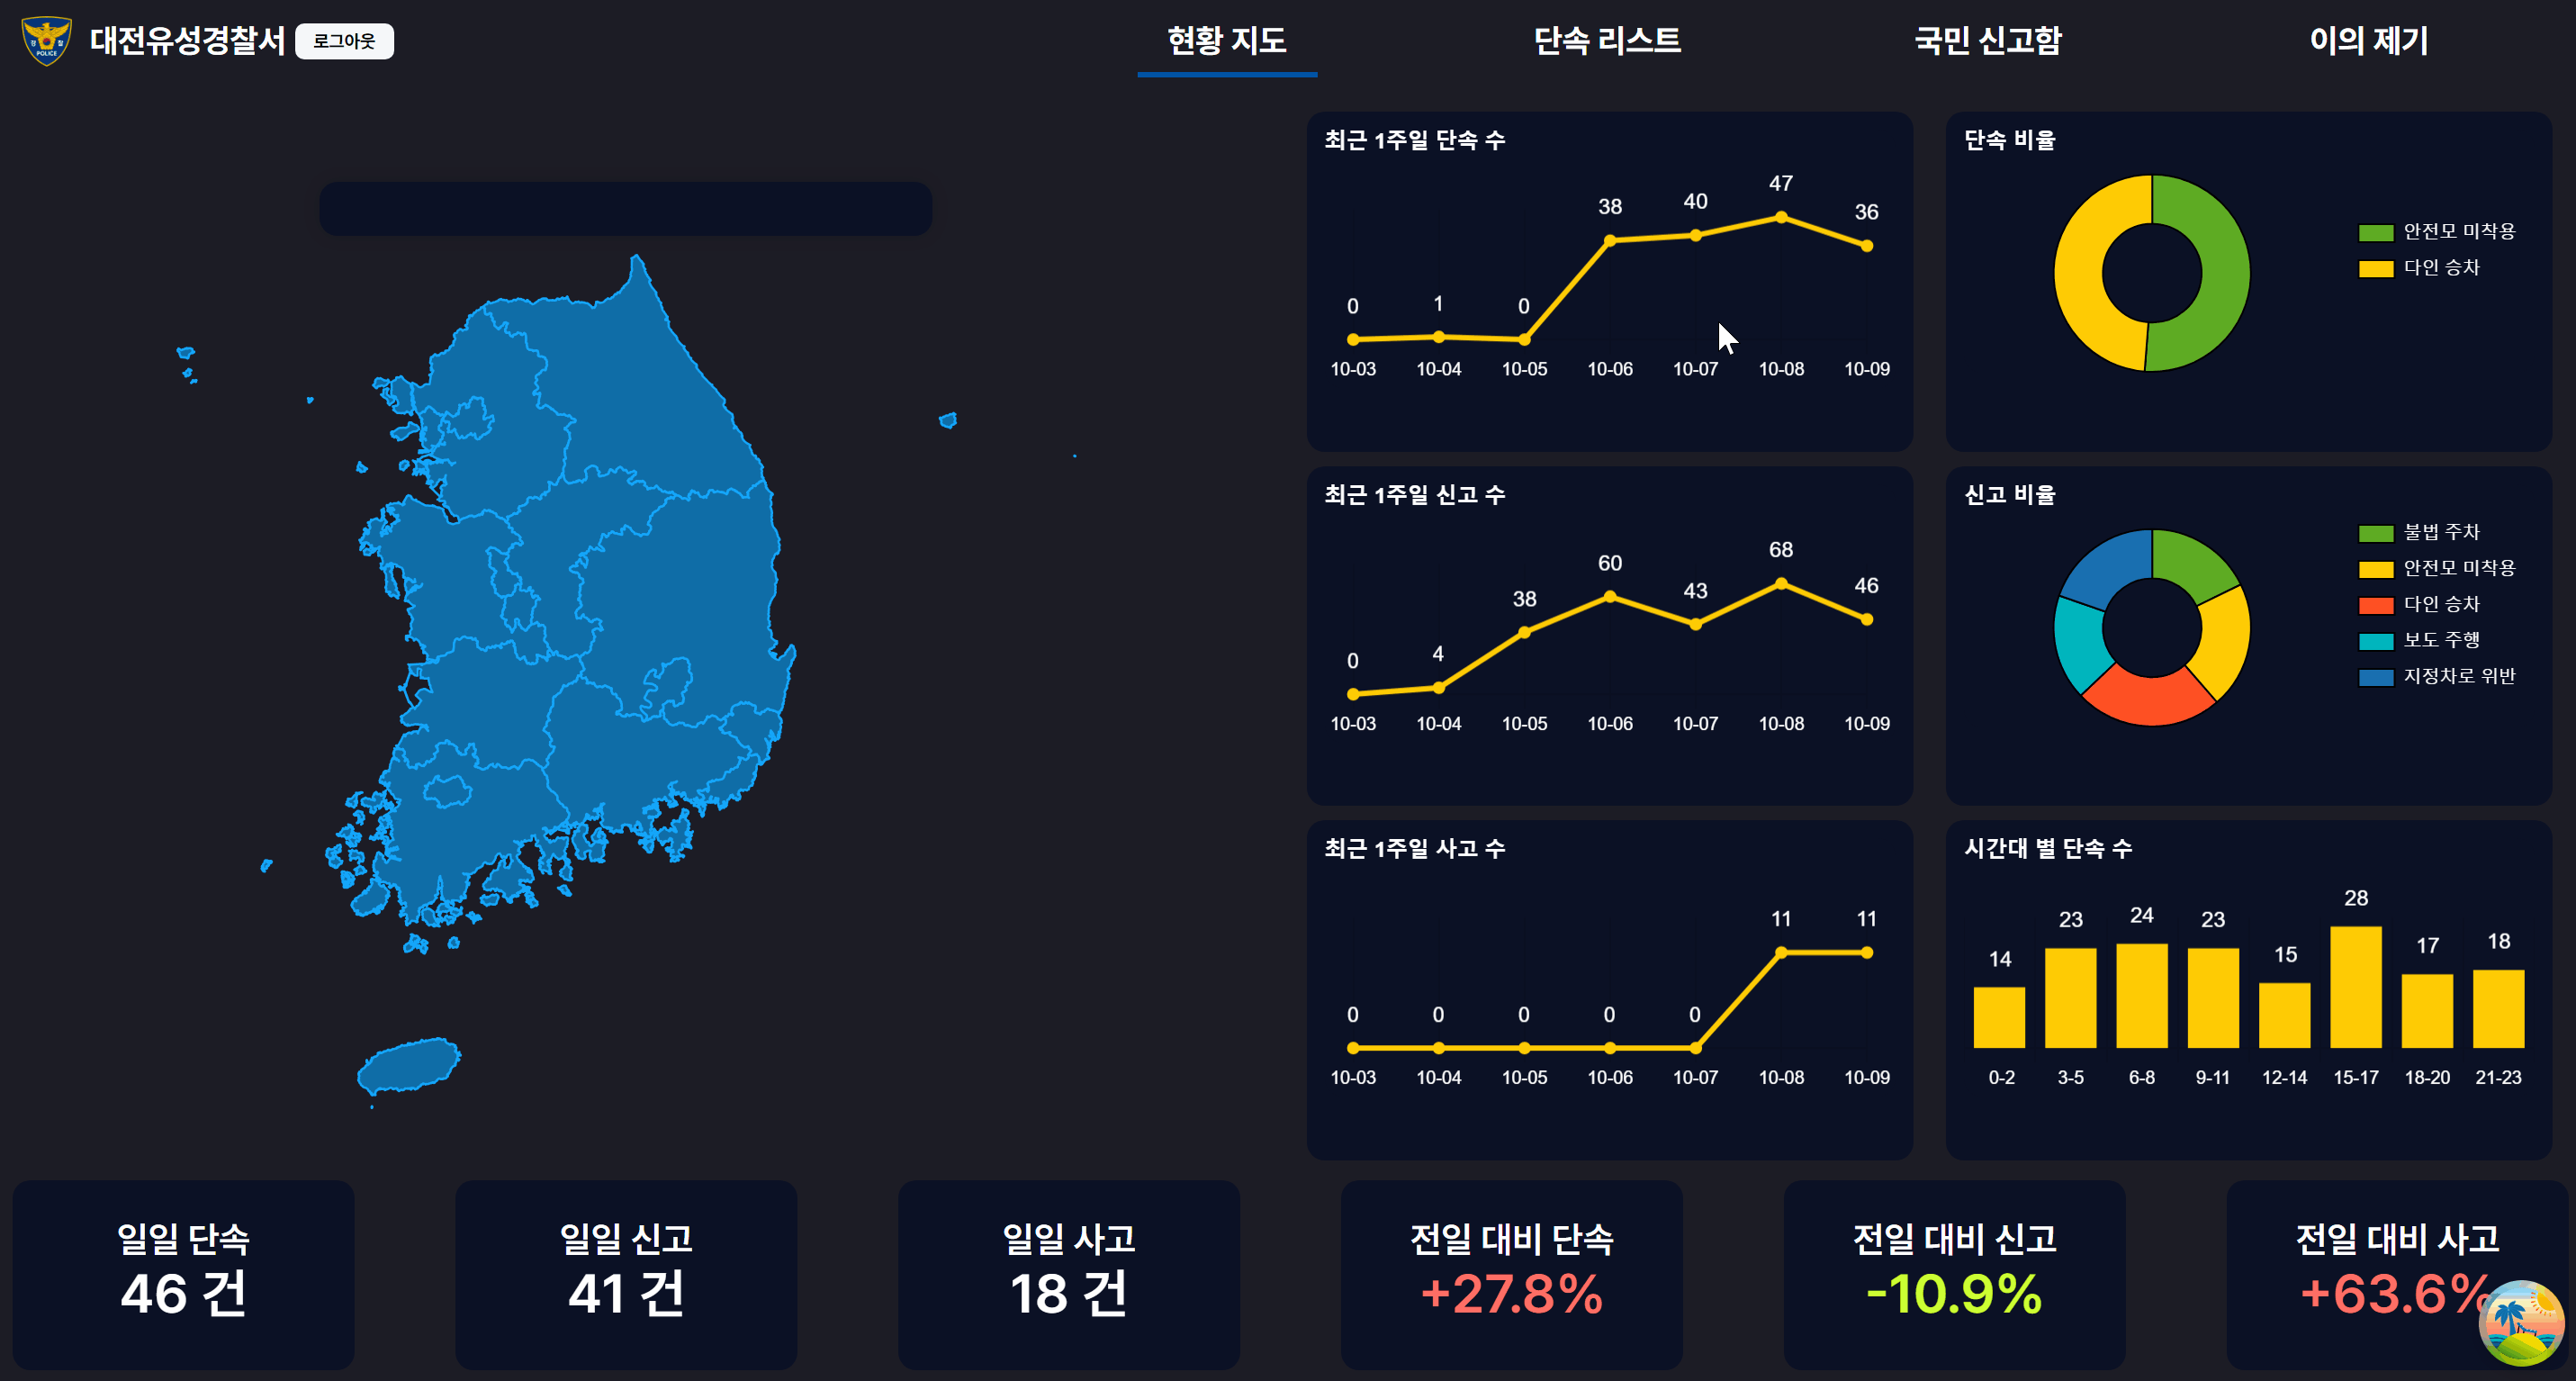 대전유성경찰서 로그아웃 현황 지도 단속 리스트 국민 신고함 이의 제기
최근 1주일 단속 수
0 1 0 38 40 47 36
10-03 10-04 10-05 10-06 10-07 10-08 10-09
단속 비율
안전모 미착용
다인 승차
최근 1주일 신고 수
0 4 38 60 43 68 46
10-03 10-04 10-05 10-06 10-07 10-08 10-09
신고 비율
불법 주차
안전모 미착용
다인 승차
보도 주행
지정차로 위반
최근 1주일 사고 수
0 0 0 0 0 11 11
10-03 10-04 10-05 10-06 10-07 10-08 10-09
시간대 별 단속 수
14 23 24 23 15 28 17 18
0-2 3-5 6-8 9-11 12-14 15-17 18-20 21-23
일일 단속
46 건
일일 신고
41 건
일일 사고
18 건
전일 대비 단속
+27.8%
전일 대비 신고
-10.9%
전일 대비 사고
+63.6%